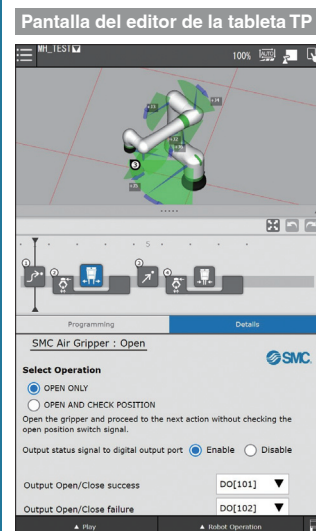 Pantalla del editor de la tableta TP
MH_TEST
100%
AUTO
5
Programming
Details
SMC Air Gripper : Open
SMC.
Select Operation
OPEN ONLY
OPEN AND CHECK POSITION
Open the gripper and proceed to the next action without checking the
open position switch signal.
Output status signal to digital output port
Enable
Disable
Output Open/Close success
DO[101]
Output Open/Close failure
DO[102]
Play
Robot Operation